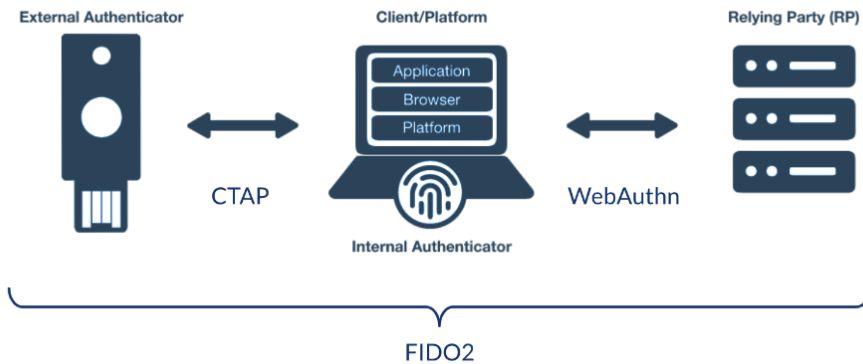 External Authenticator
Client/Platform
Relying Party (RP)
Application
Browser
Platform
CTAP
WebAuthn
Internal Authenticator
FIDO2